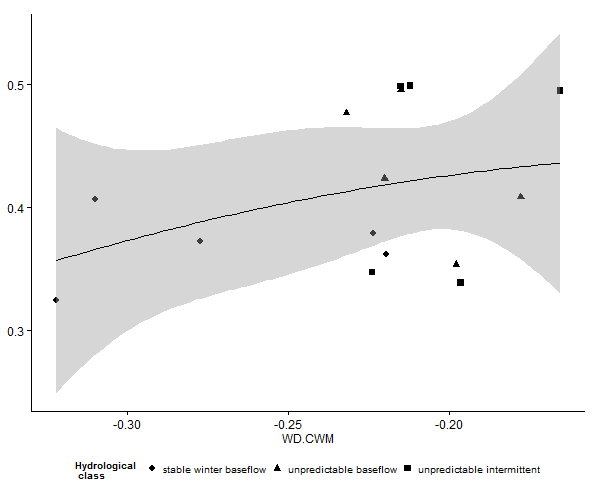 0.5
0.4
0.3
-0.30 -0.25 -0.20
WD.CWM
Hydrological
class
stable winter baseflow unpredictable baseflow unpredictable intermittent